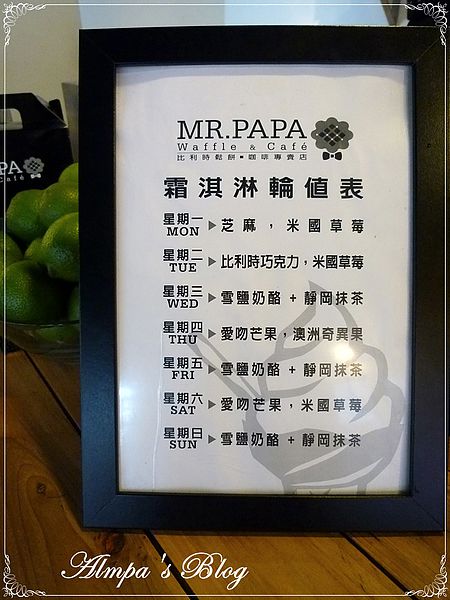 MR.PAPA
Waffle & Café
比利時鬆餅▪咖啡專賣店
霜淇淋輪值表
星期一 MON ▶ 芝麻，米國草莓
星期二 TUE ▶ 比利時巧克力，米國草莓
星期三 WED ▶ 雪鹽奶酪 + 靜岡抹茶
星期四 THU ▶ 愛吻芒果，澳洲奇異果
星期五 FRI ▶ 雪鹽奶酪 + 靜岡抹茶
星期六 SAT ▶ 愛吻芒果，米國草莓
星期日 SUN ▶ 雪鹽奶酪 + 靜岡抹茶
PAPA
Café
Almpa's Blog